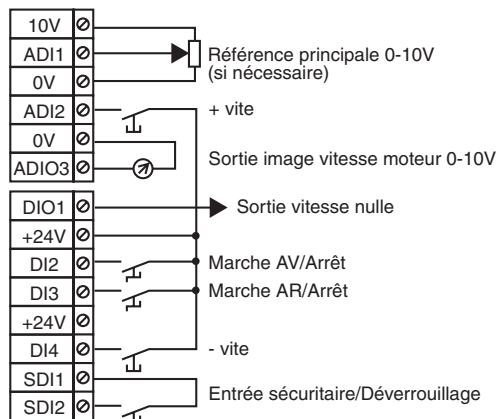 10V
ADI1
Référence principale 0-10V
(si nécessaire)
0V
ADI2
+ vite
0V
Sortie image vitesse moteur 0-10V
ADIO3
DIO1
Sortie vitesse nulle
+24V
DI2
Marche AV/Arrêt
DI3
Marche AR/Arrêt
+24V
DI4
- vite
SDI1
Entrée sécuritaire/Déverrouillage
SDI2